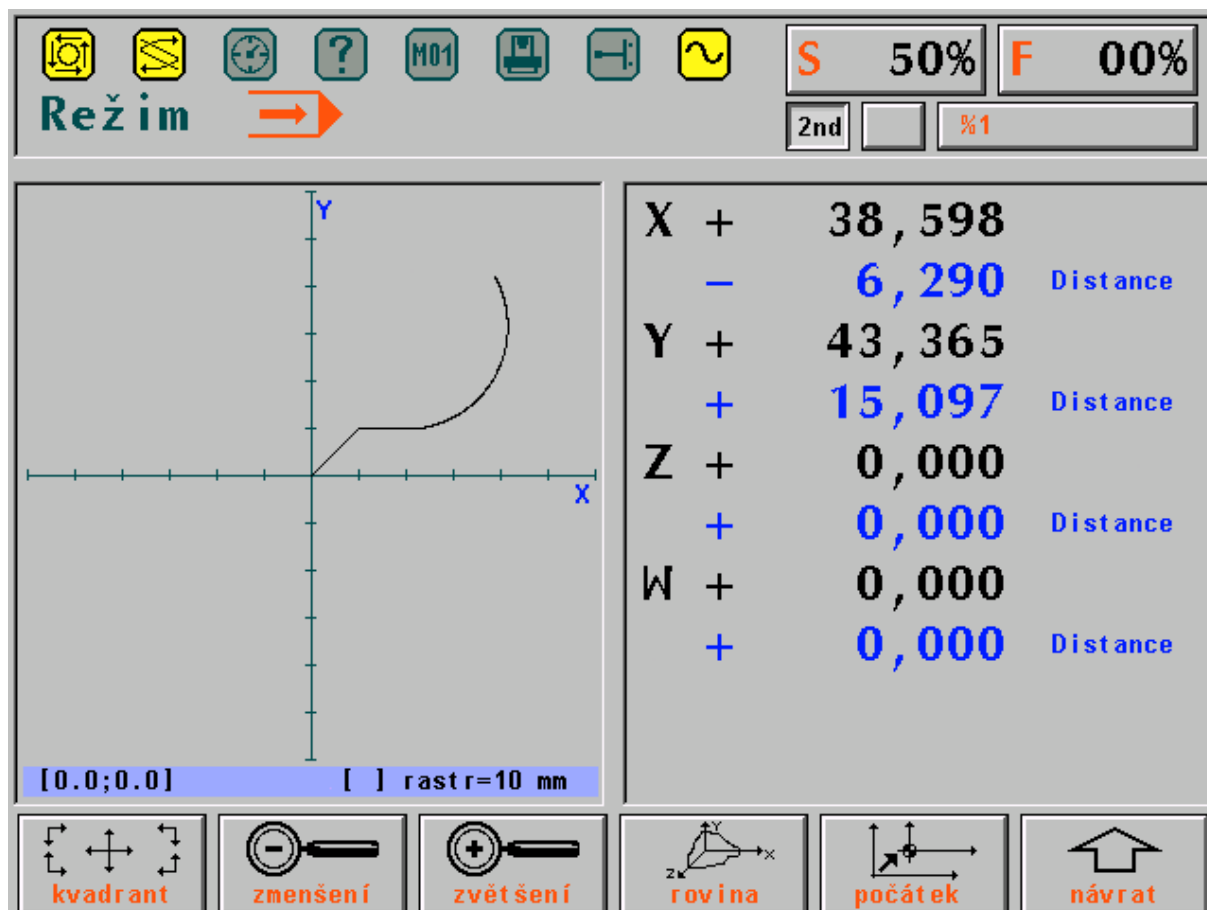 ? M01 S 50% F 00%
Režim
2nd %1
Y
X
[0.0;0.0] [ ] rastr=10 mm
X + 38,598
- 6,290 Distance
Y + 43,365
+ 15,097 Distance
Z + 0,000
+ 0,000 Distance
W + 0,000
+ 0,000 Distance
Y
X
Z
kvadrant zmenšení zvětšení rovina počátek návrat